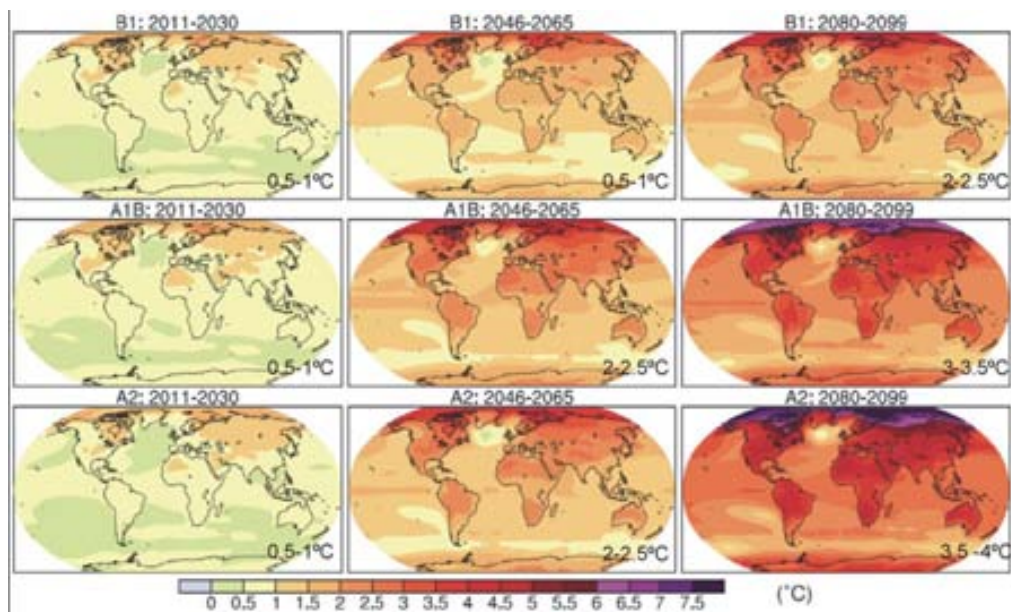 B1: 2011-2030 B1: 2046-2065 B1: 2080-2099
0.5-1ºC 0.5-1ºC 2-2.5ºC
A1B: 2011-2030 A1B: 2046-2065 A1B: 2080-2099
0.5-1ºC 2-2.5ºC 3-3.5ºC
A2: 2011-2030 A2: 2046-2065 A2: 2080-2099
0.5-1ºC 2-2.5ºC 3.5-4ºC
0 0.5 1 1.5 2 2.5 3 3.5 4 4.5 5 5.5 6 6.5 7 7.5 (°C)